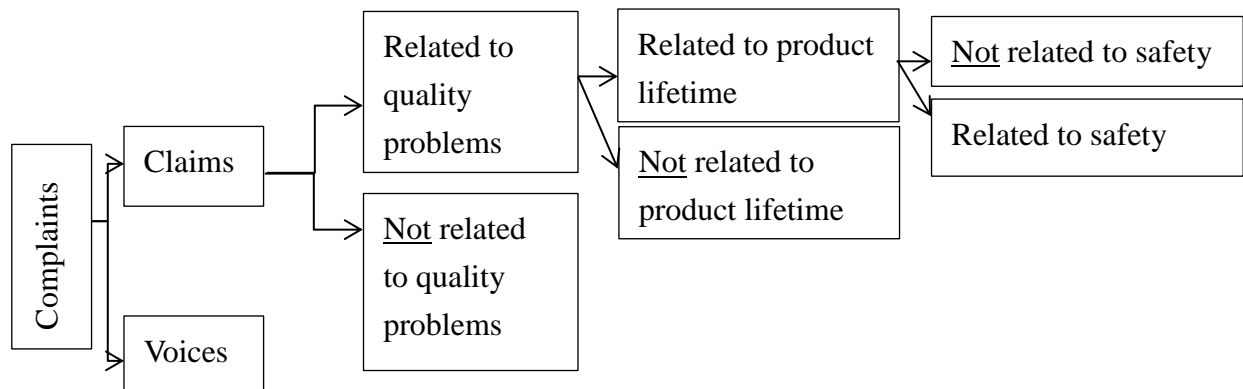 Complaints
Claims
Voices
Related to
quality
problems
Not related
to quality
problems
Related to product
lifetime
Not related to
product lifetime
Not related to safety
Related to safety